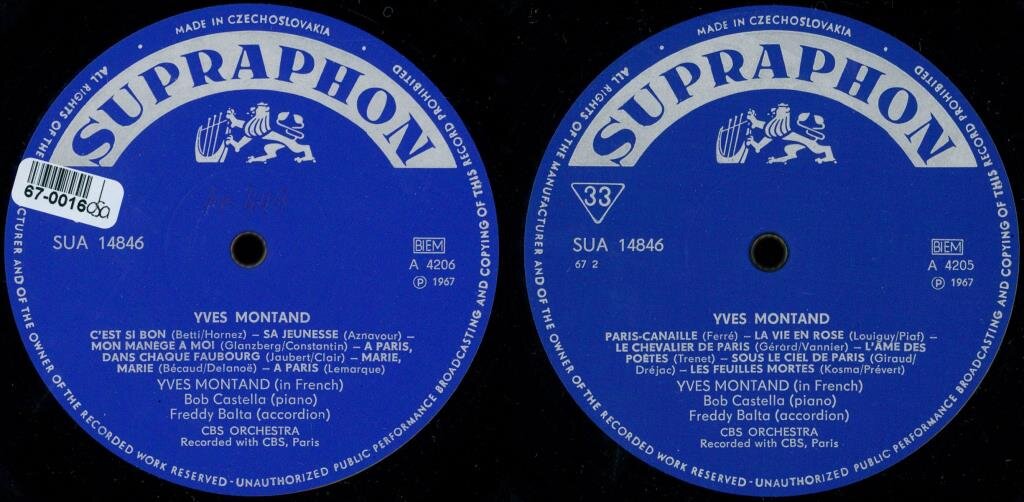 MADE IN CZECHOSLOVAKIA
SUPRAPHON
67-0016
SUA 14846
BIEM
A 4206
Ⓟ 1967
YVES MONTAND
C'EST SI BON (Betti/Hornez) – SA JEUNESSE (Aznavour) –
MON MANEGE À MOI (Glanzberg/Constantin) – A PARIS,
DANS CHAQUE FAUBOURG (Jaubert/Clair) – MARIE,
MARIE (Bécaud/Delanoë) – A PARIS (Lemarque)
YVES MONTAND (in French)
Bob Castella (piano)
Freddy Balta (accordion)
CBS ORCHESTRA
Recorded with CBS, Paris
ALL RIGHTS OF THE
CTURER AND OF THE OWNER OF THE RECORDED WORK RESERVED - UNAUTHORIZED PUBLIC PERFORMANCE BROADCASTING AND COPYING OF THIS RECORD PROHIBITED
MADE IN CZECHOSLOVAKIA
SUPRAPHON
33
SUA 14846
67 2
BIEM
A 4205
Ⓟ 1967
YVES MONTAND
PARIS-CANAILLE (Ferré) – LA VIE EN ROSE (Louiguy/Piaf) –
LE CHEVALIER DE PARIS (Gérard/Vannier) – L'ÂME DES
POËTES (Trenet) – SOUS LE CIEL DE PARIS (Giraud/
Dréjac) – LES FEUILLES MORTES (Kosma/Prévert)
YVES MONTAND (in French)
Bob Castella (piano)
Freddy Balta (accordion)
CBS ORCHESTRA
Recorded with CBS, Paris
ALL RIGHTS OF THE MANUFACTURER AND OF THE OWNER OF THE RECORDED WORK RESERVED - UNAUTHORIZED PUBLIC PERFORMANCE BROADCASTING AND COPYING OF THIS RECORD PROHIBITED